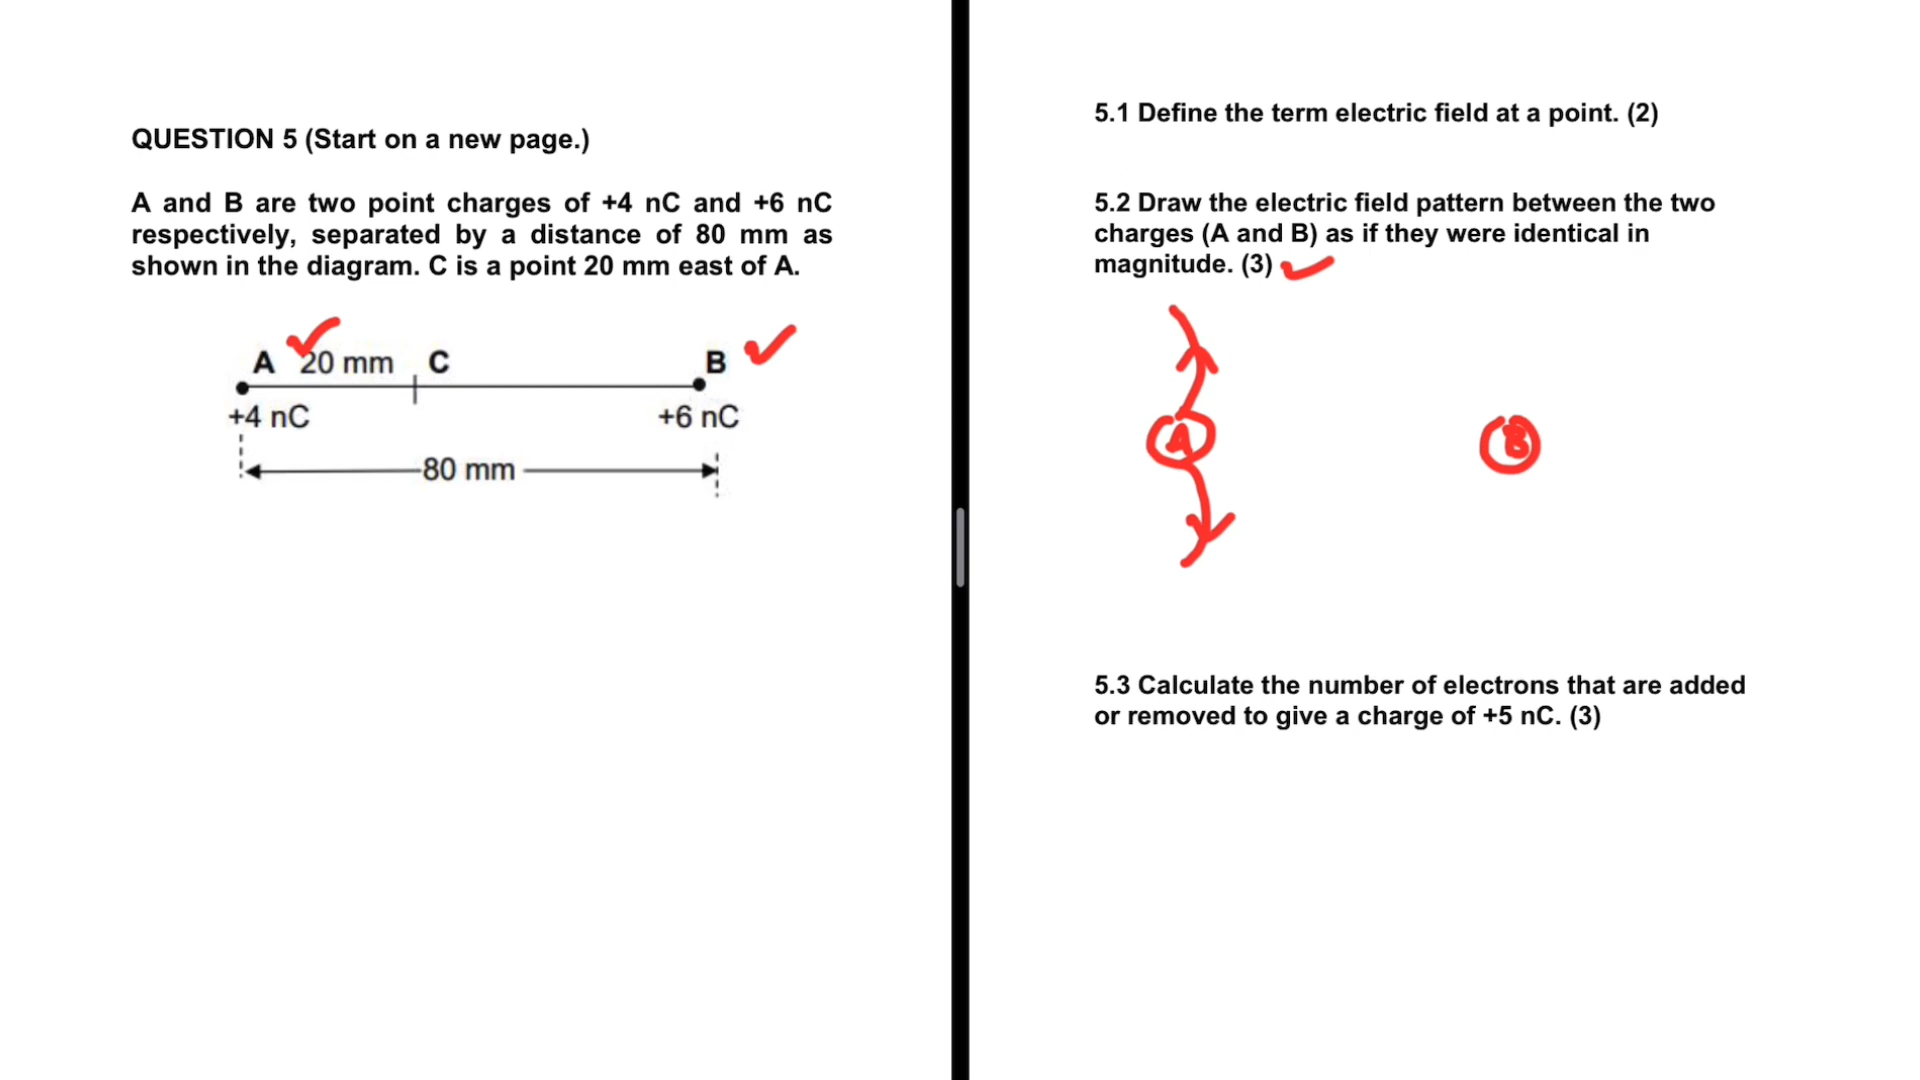 QUESTION 5 (Start on a new page.)
A and B are two point charges of +4 nC and +6 nC
respectively, separated by a distance of 80 mm as
shown in the diagram. C is a point 20 mm east of A.
A 20 mm C B
+4 nC +6 nC
80 mm
5.1 Define the term electric field at a point. (2)
5.2 Draw the electric field pattern between the two
charges (A and B) as if they were identical in
magnitude. (3)
A B
5.3 Calculate the number of electrons that are added
or removed to give a charge of +5 nC. (3)